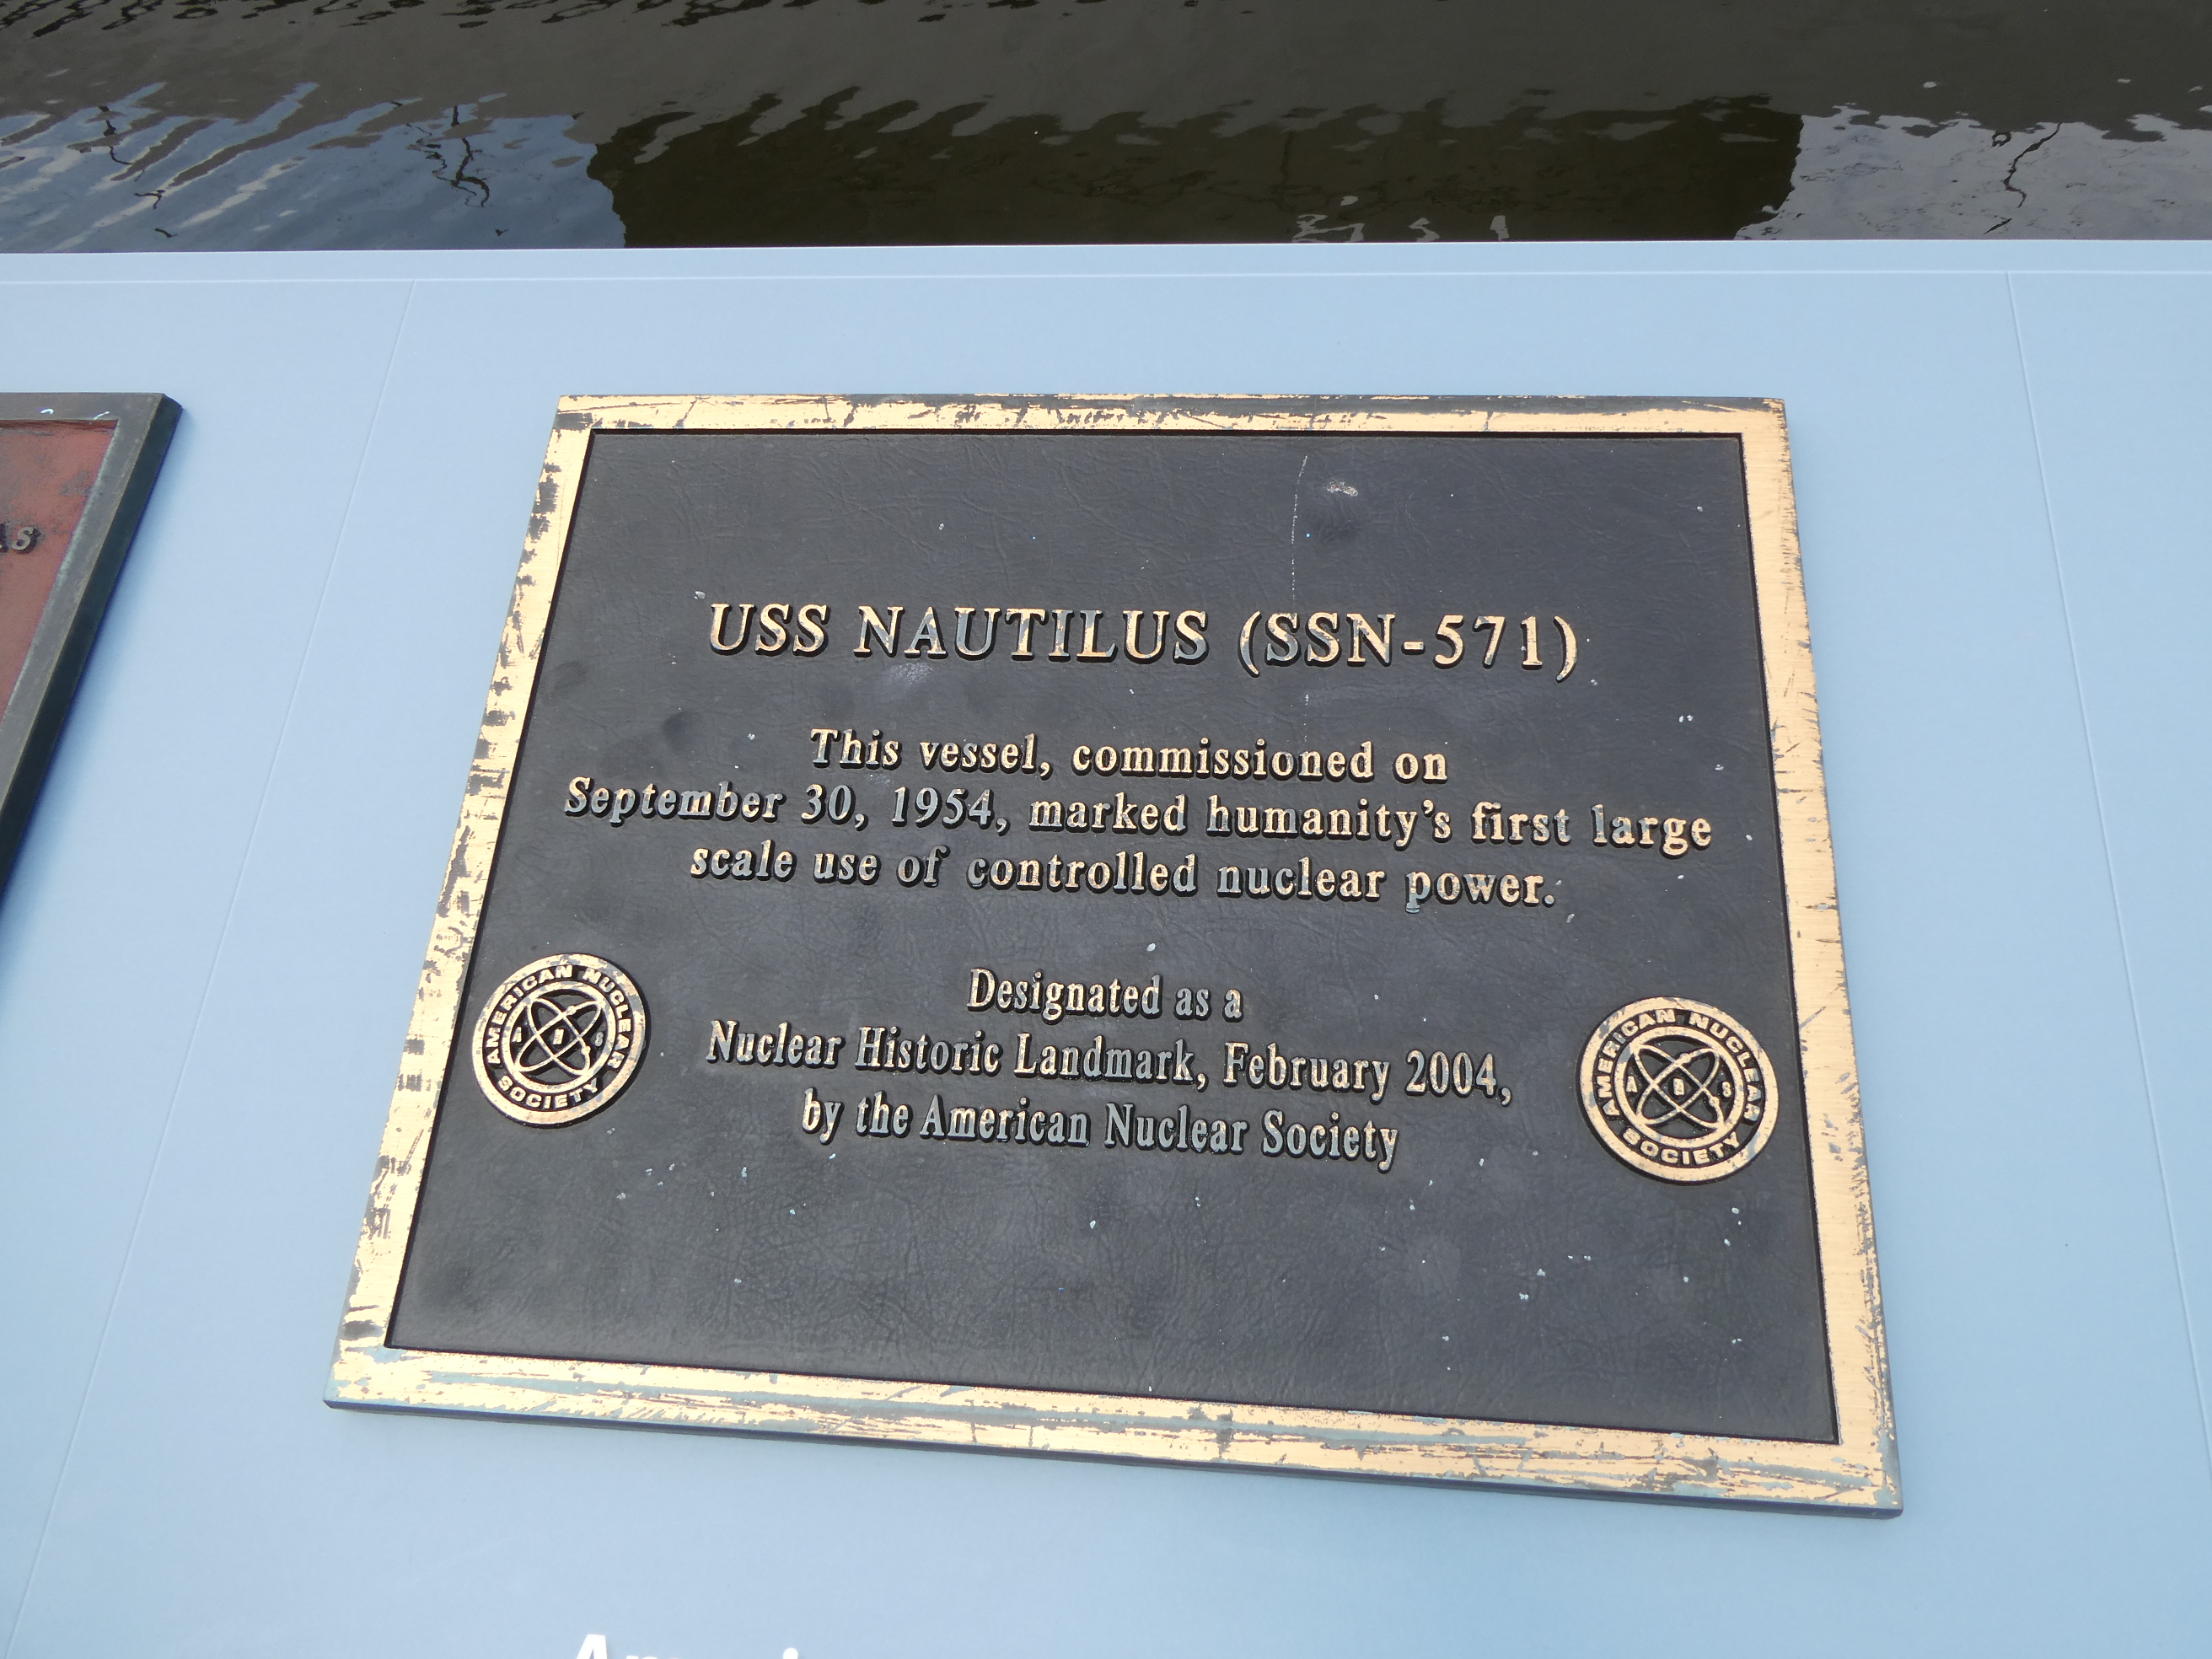 USS NAUTILUS (SSN-571)
This vessel, commissioned on
September 30, 1954, marked humanity's first large
scale use of controlled nuclear power.
Designated as a
Nuclear Historic Landmark, February 2004,
by the American Nuclear Society
AMERICAN NUCLEAR SOCIETY
A N S
AMERICAN NUCLEAR SOCIETY
A N S